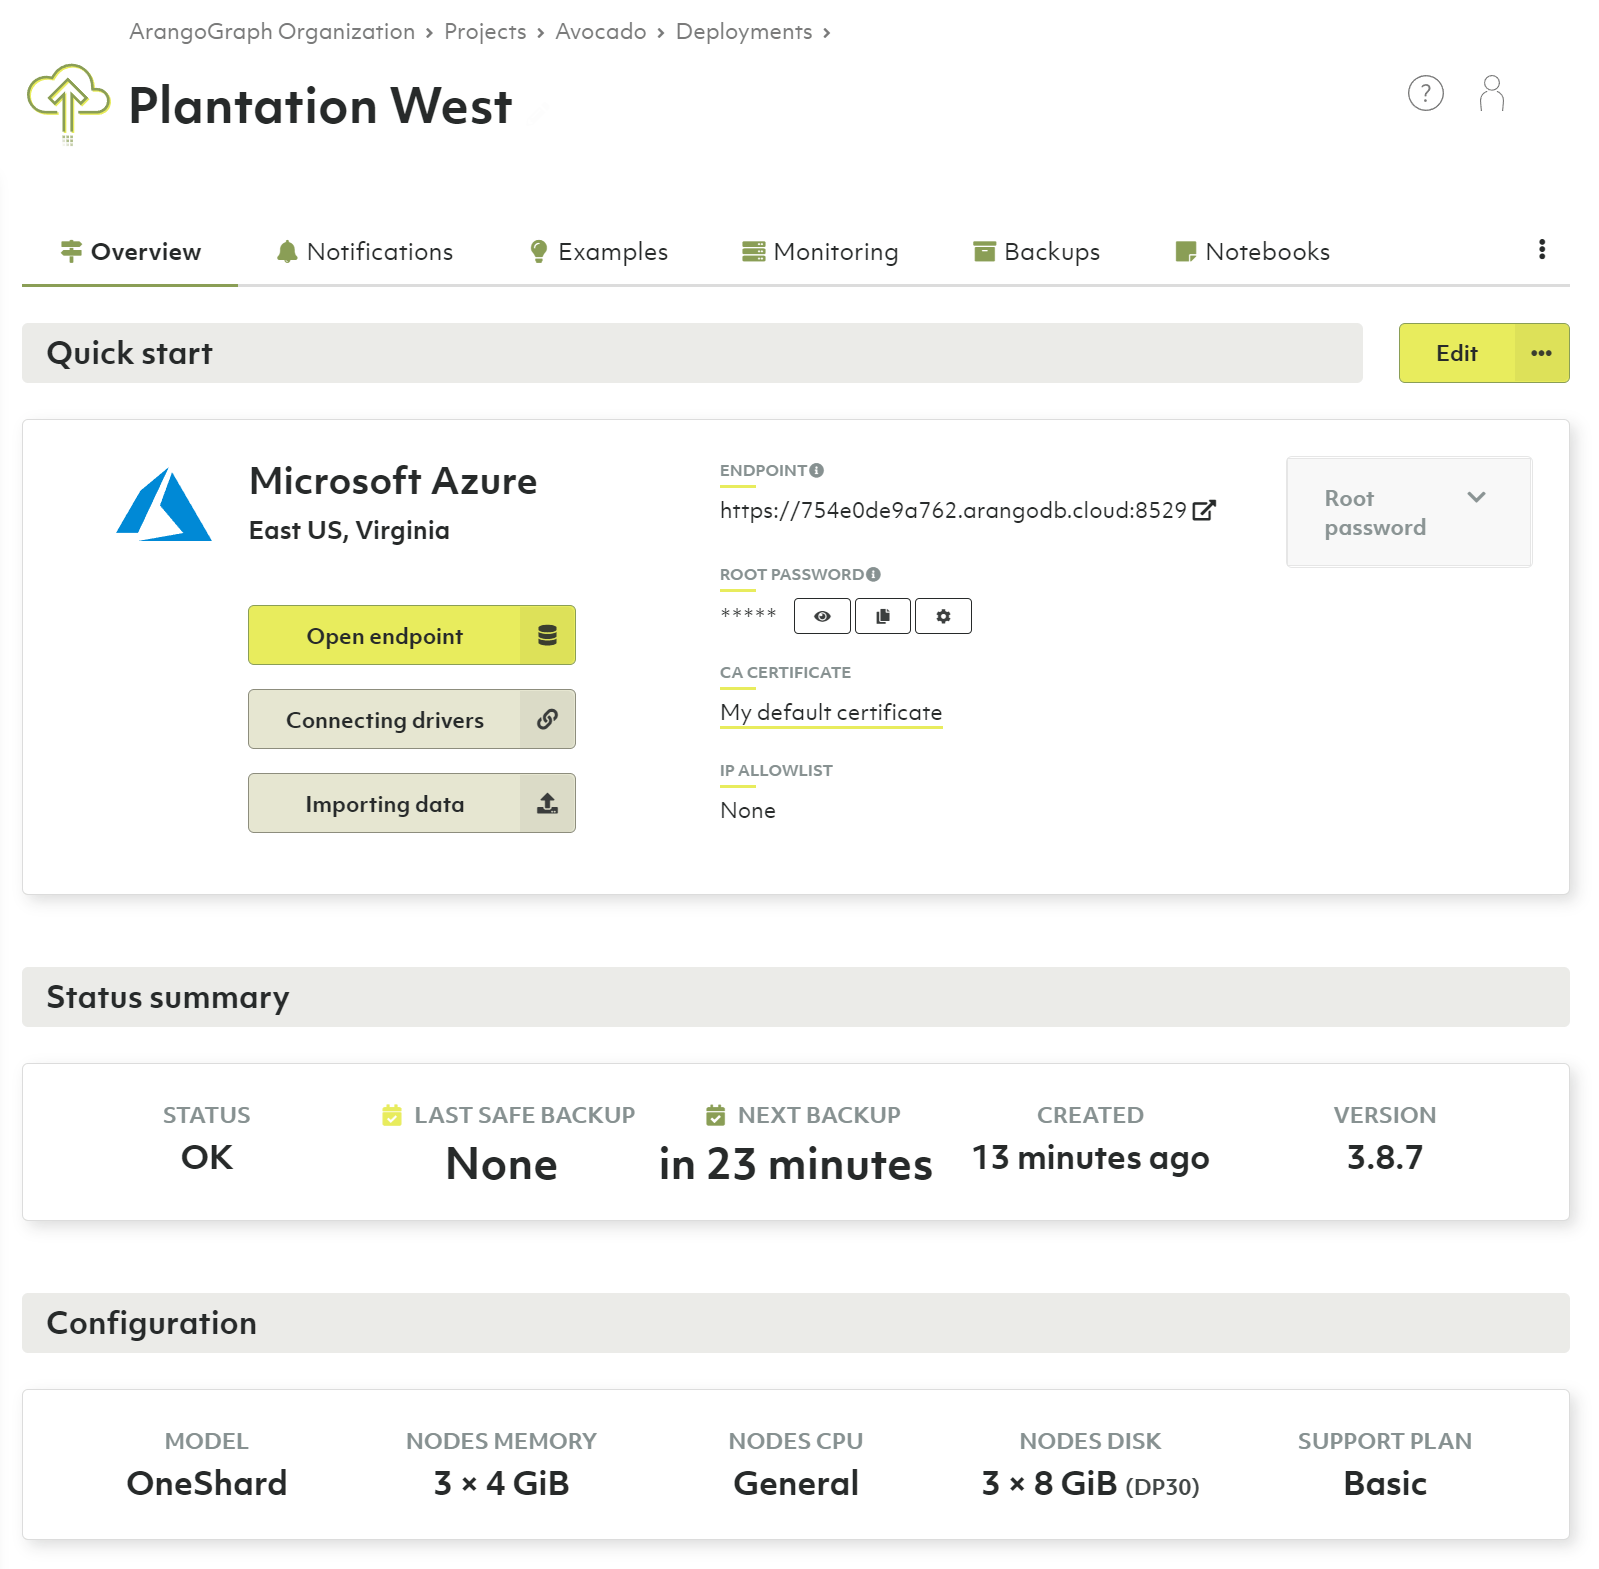 ArangoGraph Organization › Projects › Avocado › Deployments ›
Plantation West
?
Overview
Notifications
Examples
Monitoring
Backups
Notebooks
Quick start
Edit
Microsoft Azure
East US, Virginia
Open endpoint
Connecting drivers
Importing data
ENDPOINT
https://754e0de9a762.arangodb.cloud:8529
ROOT PASSWORD
*****
CA CERTIFICATE
My default certificate
IP ALLOWLIST
None
Root
password
Status summary
STATUS
OK
LAST SAFE BACKUP
None
NEXT BACKUP
in 23 minutes
CREATED
13 minutes ago
VERSION
3.8.7
Configuration
MODEL
OneShard
NODES MEMORY
3 × 4 GiB
NODES CPU
General
NODES DISK
3 × 8 GiB (DP30)
SUPPORT PLAN
Basic